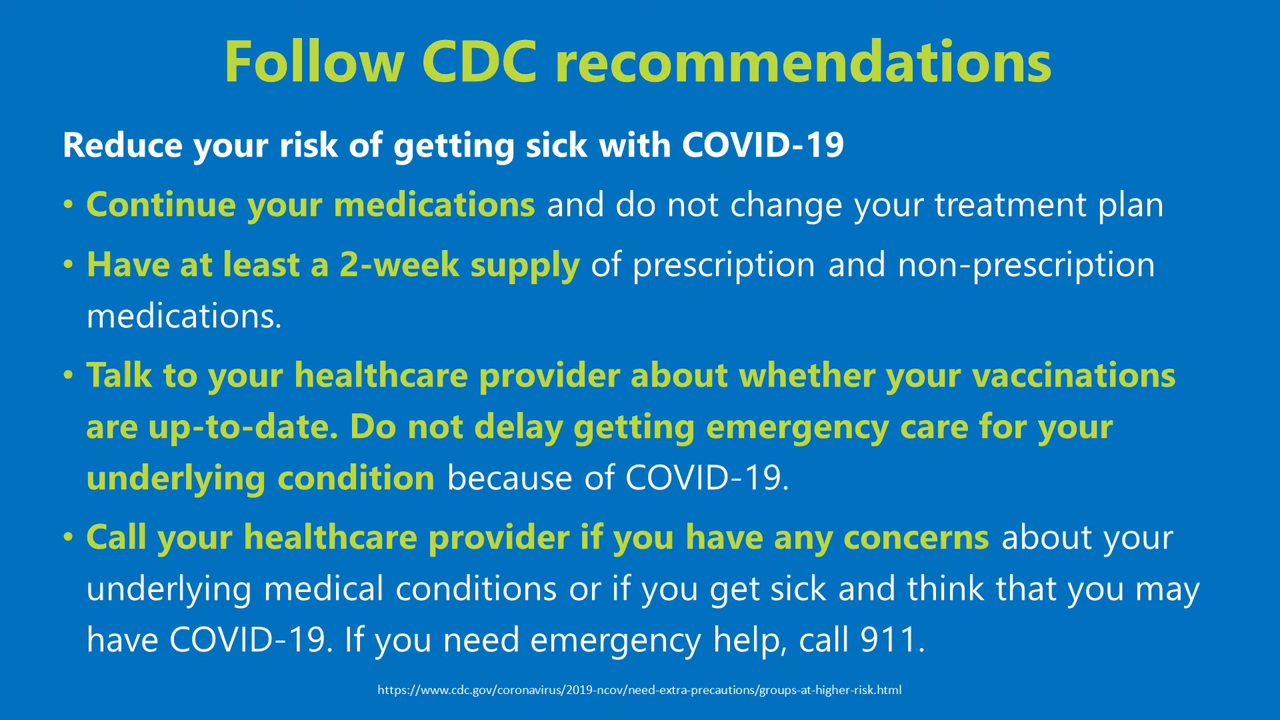 Follow CDC recommendations
Reduce your risk of getting sick with COVID-19
• Continue your medications and do not change your treatment plan
• Have at least a 2-week supply of prescription and non-prescription
medications.
• Talk to your healthcare provider about whether your vaccinations
are up-to-date. Do not delay getting emergency care for your
underlying condition because of COVID-19.
• Call your healthcare provider if you have any concerns about your
underlying medical conditions or if you get sick and think that you may
have COVID-19. If you need emergency help, call 911.
https://www.cdc.gov/coronavirus/2019-ncov/need-extra-precautions/groups-at-higher-risk.html